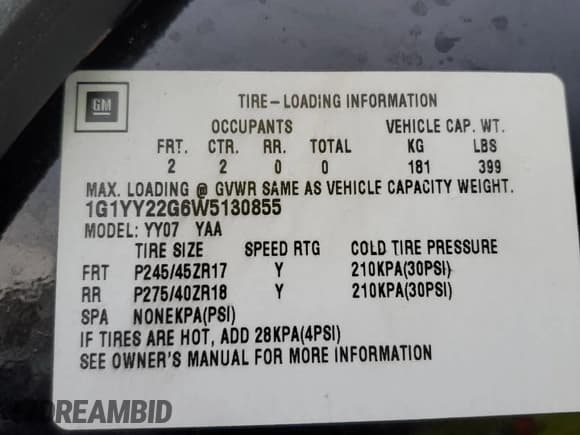 GM
TIRE-LOADING INFORMATION
OCCUPANTS VEHICLE CAP. WT.
FRT. CTR. RR. TOTAL KG LBS
2 2 0 0 181 399
MAX. LOADING @ GVWR SAME AS VEHICLE CAPACITY WEIGHT.
1G1YY22G6W5130855
MODEL: YY07 YAA
TIRE SIZE SPEED RTG COLD TIRE PRESSURE
FRT P245/45ZR17 Y 210KPA(30PSI)
RR P275/40ZR18 Y 210KPA(30PSI)
SPA NONEKPA(PSI)
IF TIRES ARE HOT, ADD 28KPA(4PSI)
SEE OWNER'S MANUAL FOR MORE INFORMATION
DREAMBID